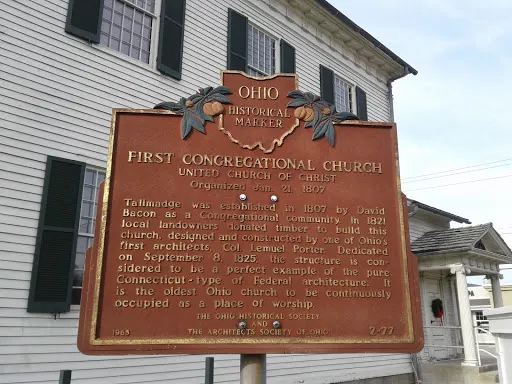 OHIO
HISTORICAL
MARKER
FIRST CONGREGATIONAL CHURCH
UNITED CHURCH OF CHRIST
Organized Jan. 21 1807
Tallmadge was established in 1807 by David
Bacon as a Congregational community. In 1821
local landowners donated timber to build this
church, designed and constructed by one of Ohio's
first architects, Col. Lemuel Porter. Dedicated
on September 8, 1825, the structure is con-
sidered to be a perfect example of the pure
Connecticut-type of Federal architecture. It
is the oldest Ohio church to be continuously
occupied as a place of worship.
THE OHIO HISTORICAL SOCIETY
AND
1968 THE ARCHITECTS SOCIETY OF OHIO 2-77